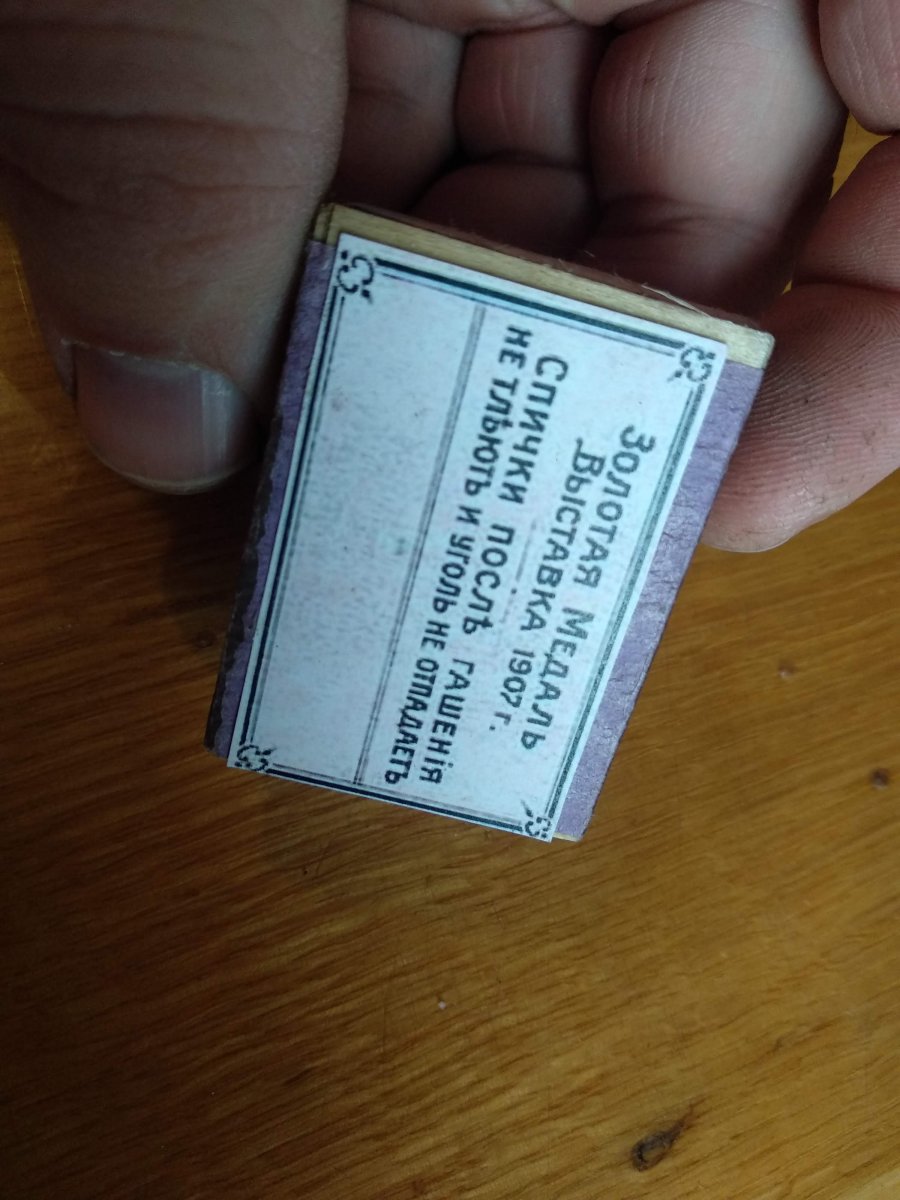 ЗОЛОТАЯ МЕДАЛЬ
ВЫСТАВКА 1907 г.
СПИЧКИ ПОСЛѢ ГАШЕНІЯ
НЕ ТЛѢЮТЪ И УГОЛЬ НЕ ОТПАДАЕТЪ